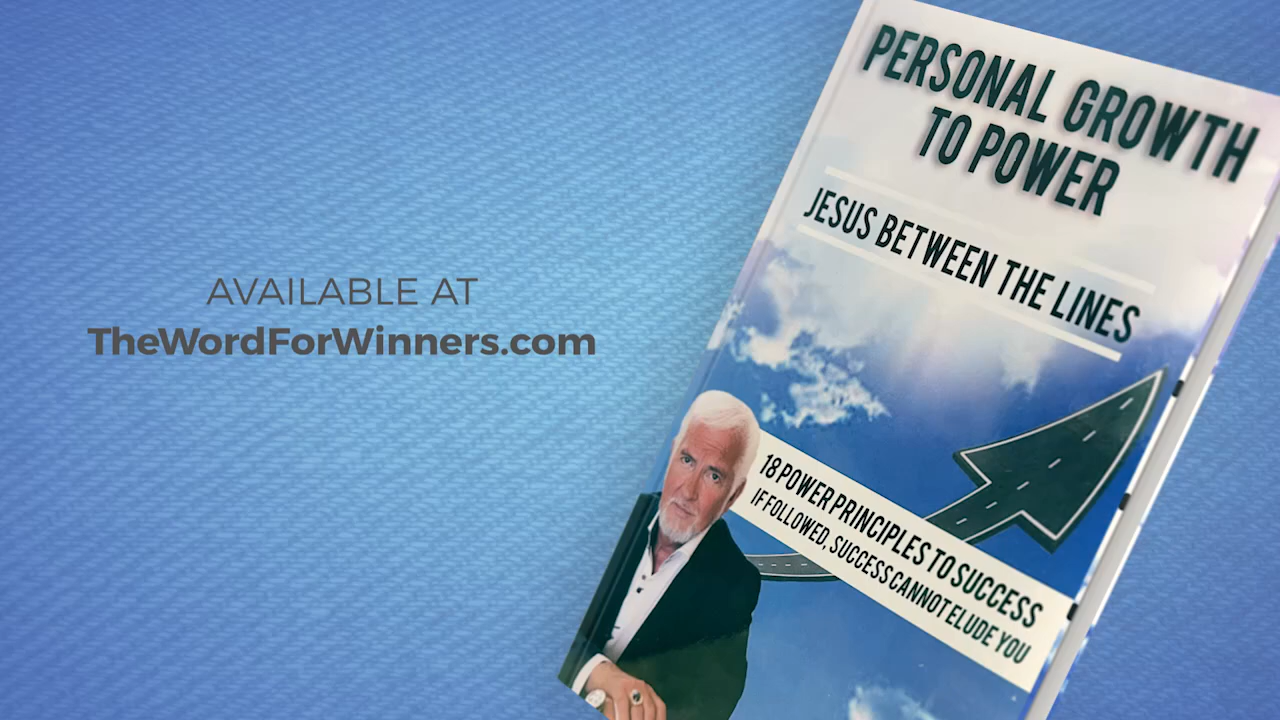 AVAILABLE AT
TheWordForWinners.com
PERSONAL GROWTH
TO POWER
JESUS BETWEEN THE LINES
18 POWER PRINCIPLES TO SUCCESS
IF FOLLOWED, SUCCESS CANNOT ELUDE YOU